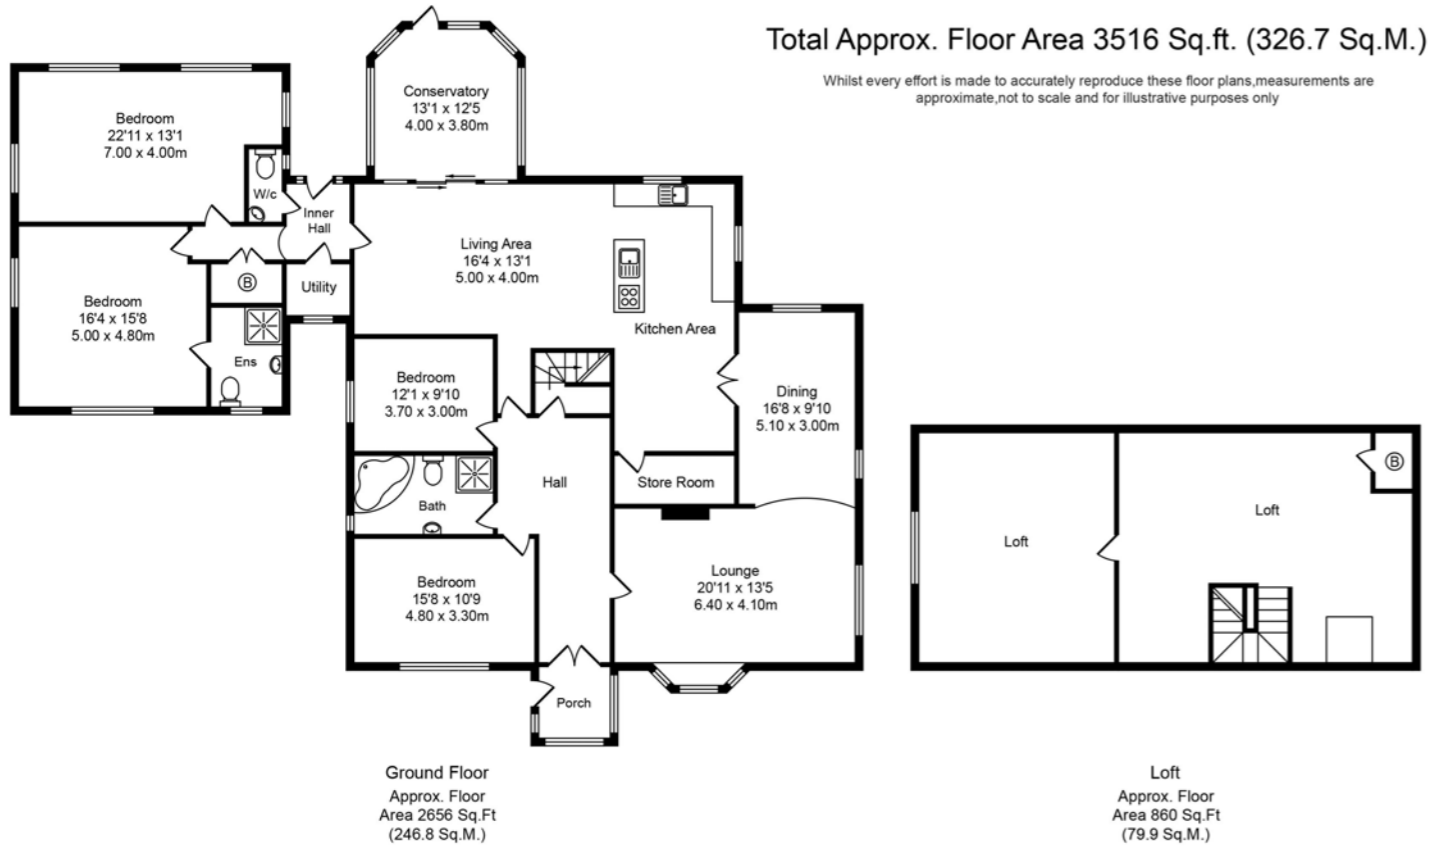 Total Approx. Floor Area 3516 Sq.ft. (326.7 Sq.M.)
Whilst every effort is made to accurately reproduce these floor plans,measurements are
approximate,not to scale and for illustrative purposes only
Conservatory
13'1 x 12'5
4.00 x 3.80m
Bedroom
22'11 x 13'1
7.00 x 4.00m
W/c
Inner
Hall
Living Area
16'4 x 13'1
5.00 x 4.00m
B
Utility
Bedroom
16'4 x 15'8
5.00 x 4.80m
Ens
Kitchen Area
Bedroom
12'1 x 9'10
3.70 x 3.00m
Dining
16'8 x 9'10
5.10 x 3.00m
Hall
Store Room
Bath
Bedroom
15'8 x 10'9
4.80 x 3.30m
Lounge
20'11 x 13'5
6.40 x 4.10m
Porch
Ground Floor
Approx. Floor
Area 2656 Sq.Ft
(246.8 Sq.M.)
B
Loft
Loft
Loft
Approx. Floor
Area 860 Sq.Ft
(79.9 Sq.M.)